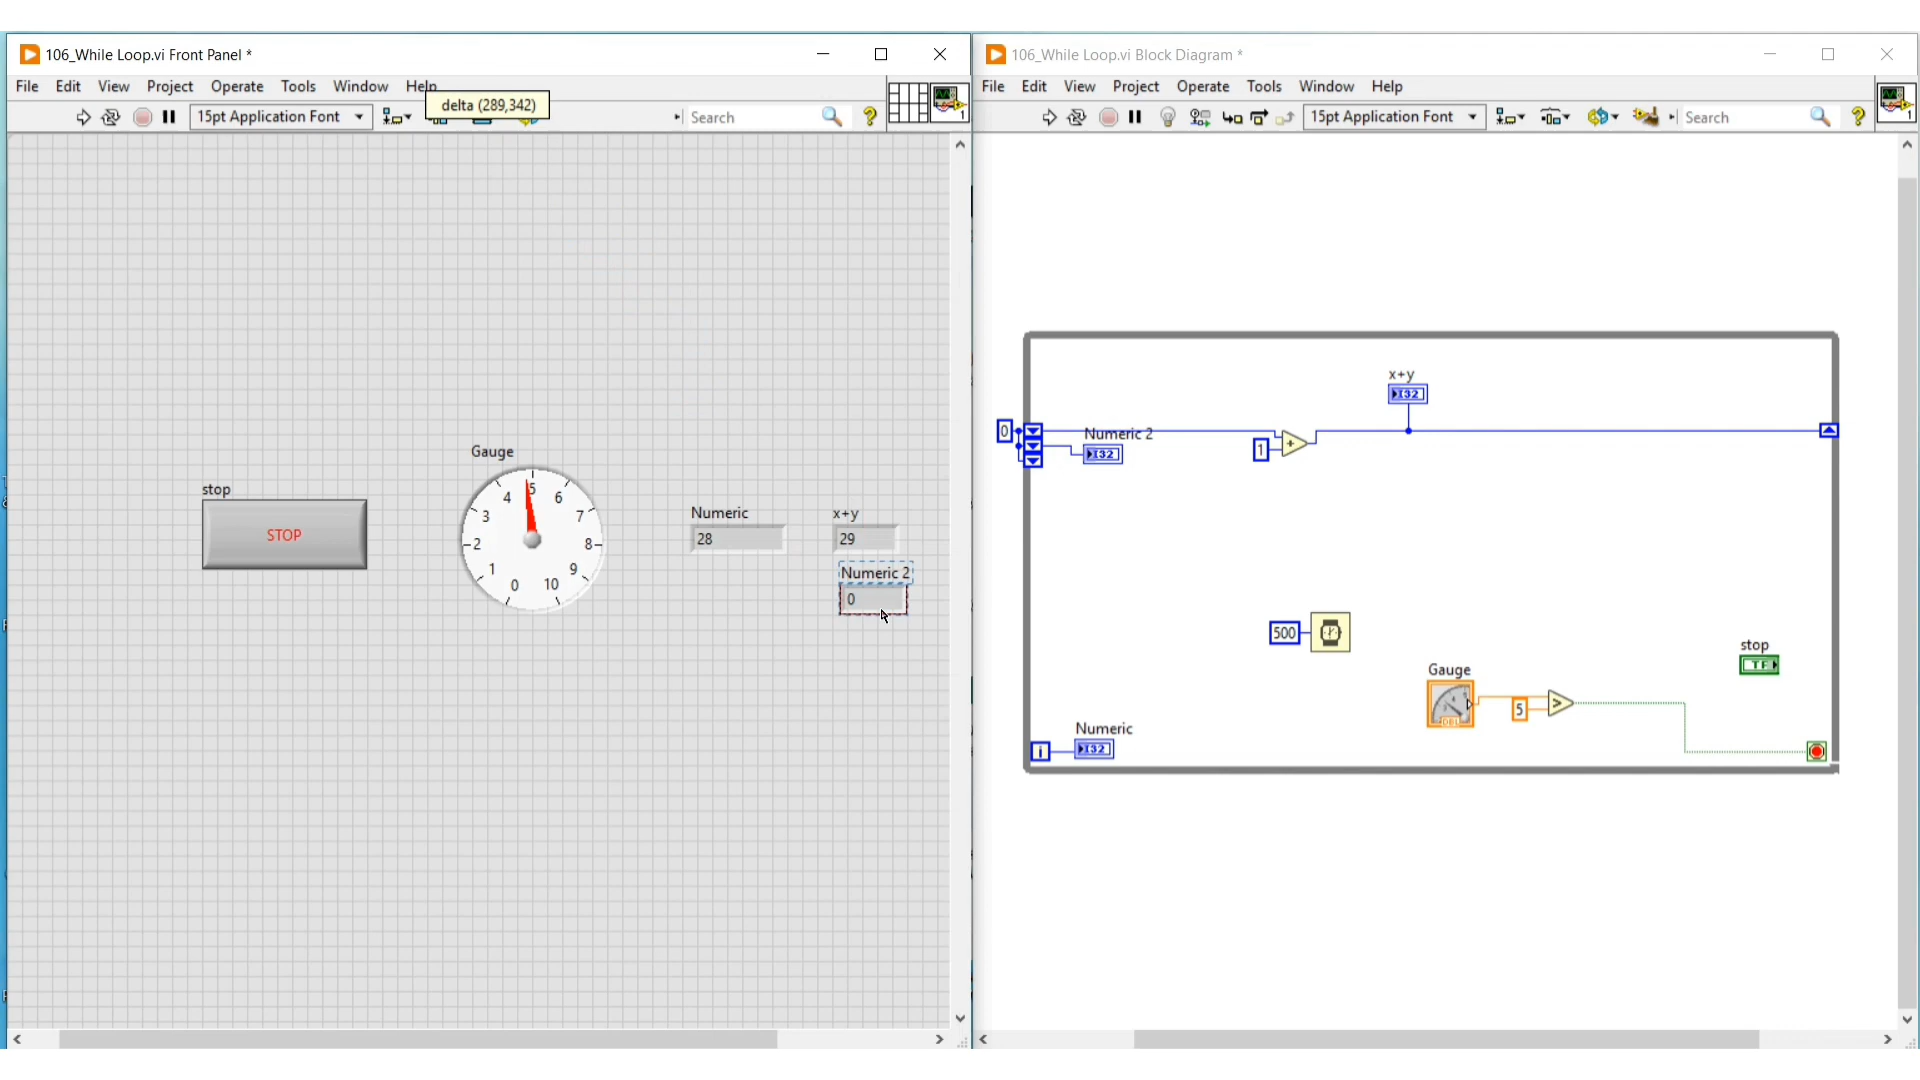 106_While Loop.vi Front Panel *
File Edit View Project Operate Tools Window Help
delta (289,342)
15pt Application Font
Search
?
1
stop
STOP
Gauge
0 1 2 3 4 5 6 7 8 9 10
Numeric
28
x+y
29
Numeric 2
0
106_While Loop.vi Block Diagram *
File Edit View Project Operate Tools Window Help
15pt Application Font
Search
?
1
x+y
I32
0
Numeric 2
I32
1
+
500
stop
TF
Gauge
DBL
5
>
Numeric
i
I32